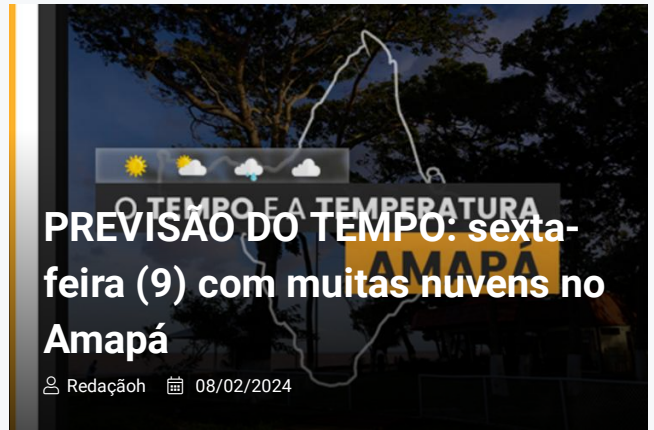 O TEMPO E A TEMPERATURA
AMAPÁ
PREVISÃO DO TEMPO: sexta-
feira (9) com muitas nuvens no
Amapá
Redaçãoh 08/02/2024